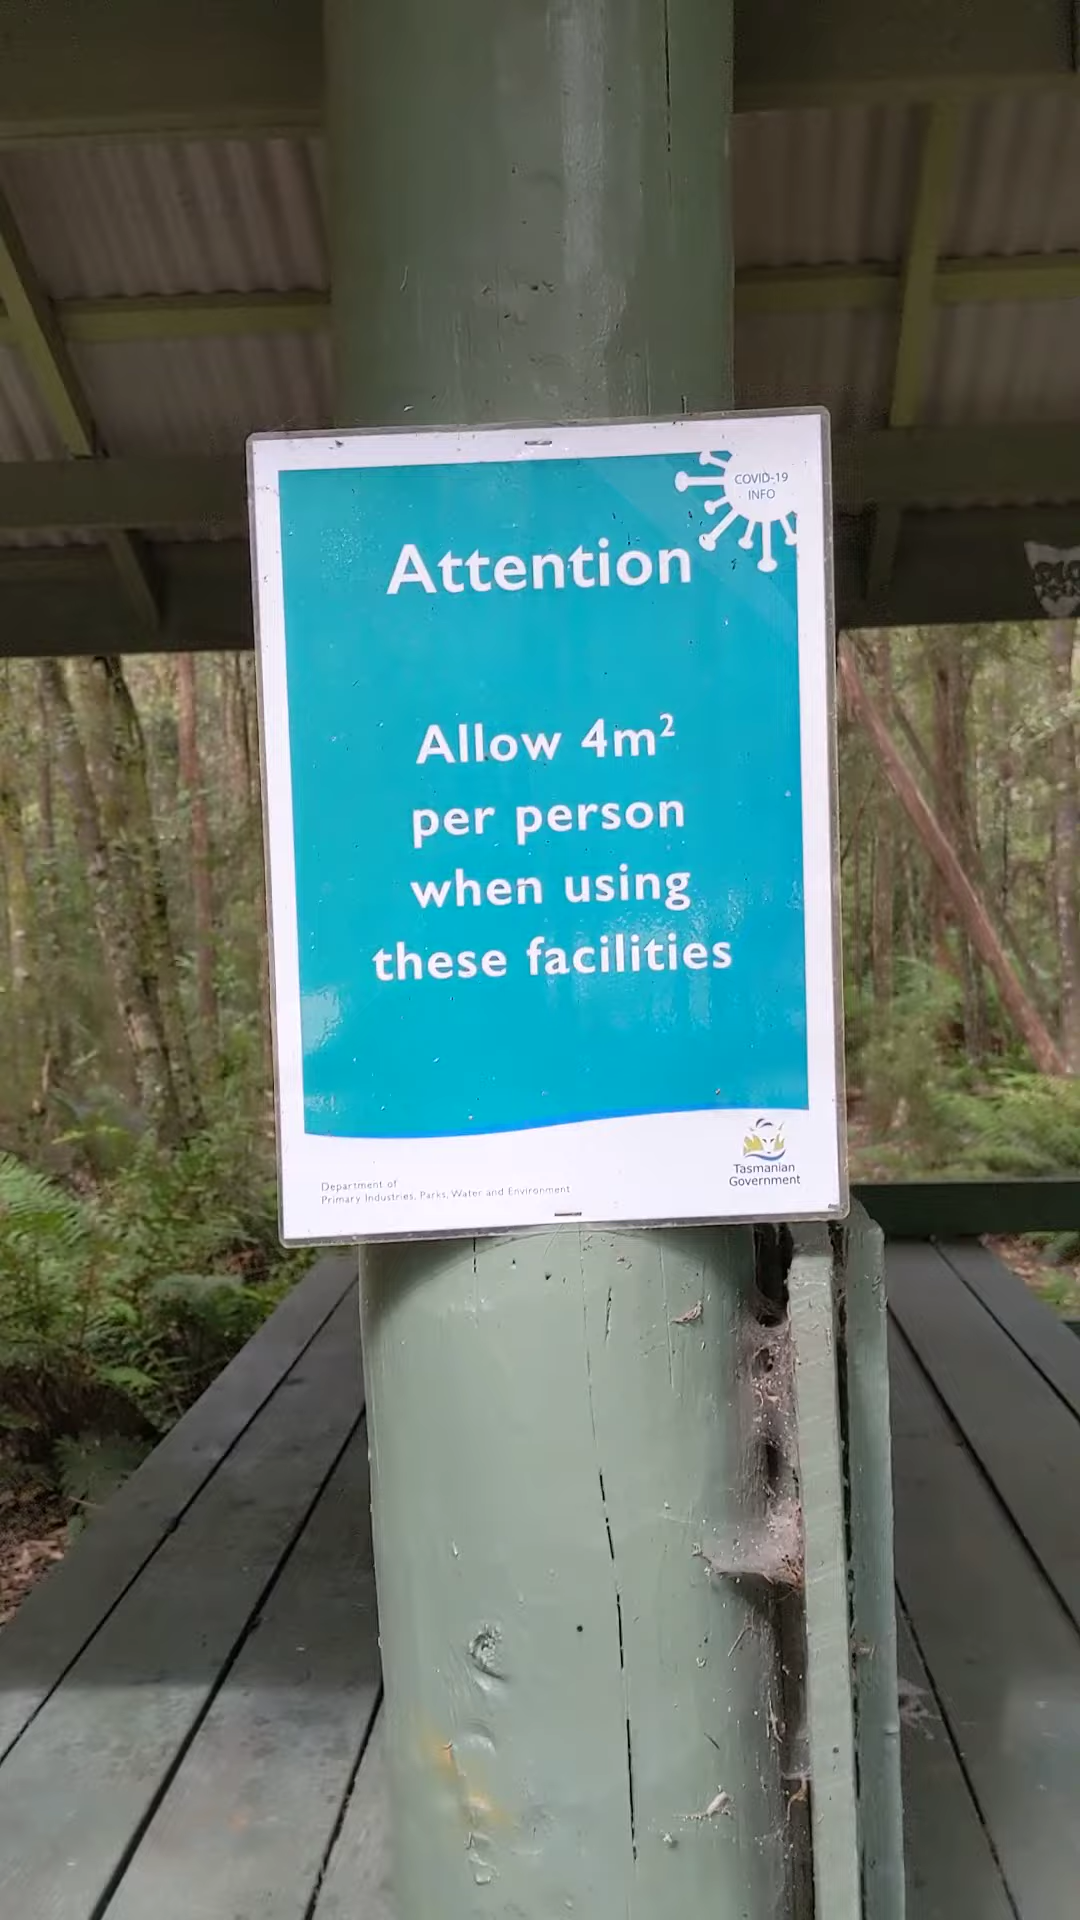 COVID-19
INFO
Attention
Allow 4m²
per person
when using
these facilities
Department of
Primary Industries, Parks, Water and Environment
Tasmanian
Government